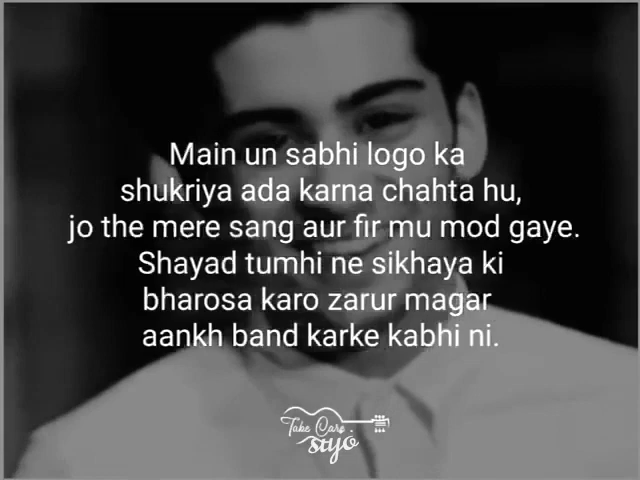 Main un sabhi logo ka
shukriya ada karna chahta hu,
jo the mere sang aur fir mu mod gaye.
Shayad tumhi ne sikhaya ki
bharosa karo zarur magar
aankh band karke kabhi ni.
Take Care.
styo